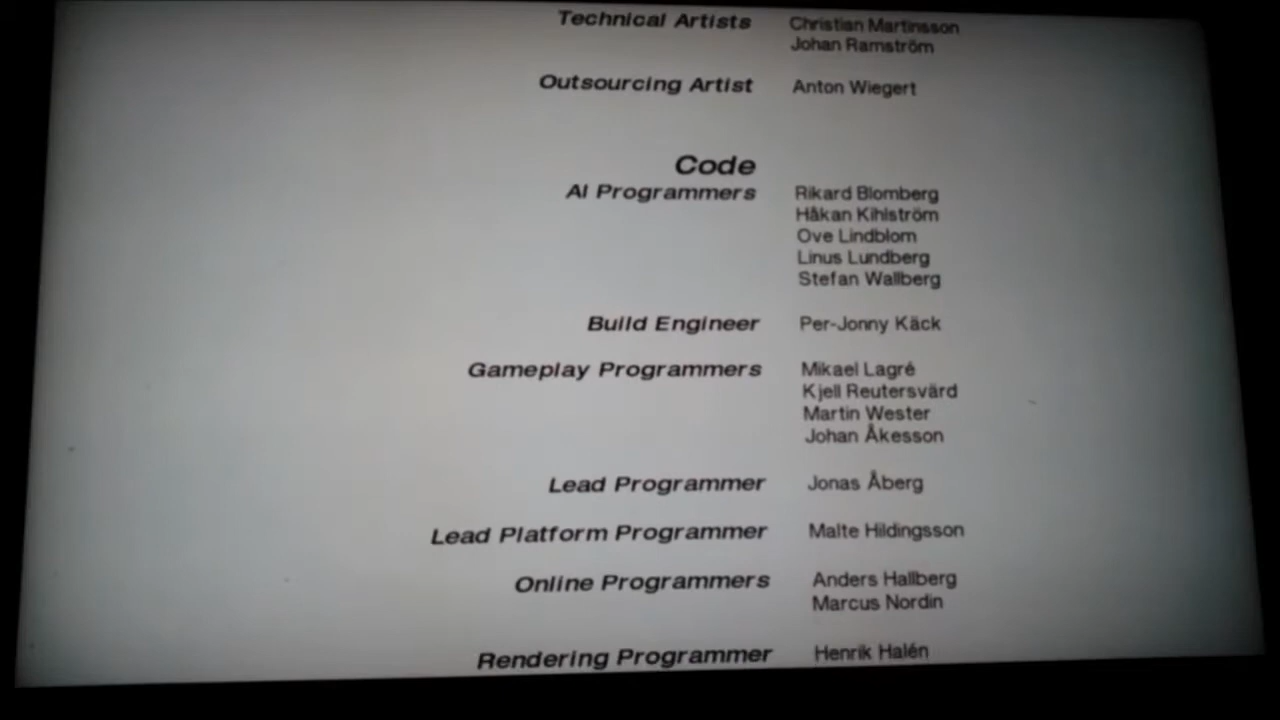 Technical Artists Christian Martinsson
Johan Ramström
Outsourcing Artist Anton Wiegert
Code
AI Programmers Rikard Blomberg
Håkan Kihlström
Ove Lindblom
Linus Lundberg
Stefan Wallberg
Build Engineer Per-Jonny Käck
Gameplay Programmers Mikael Lagré
Kjell Reutersvärd
Martin Wester
Johan Åkesson
Lead Programmer Jonas Åberg
Lead Platform Programmer Malte Hildingsson
Online Programmers Anders Hallberg
Marcus Nordin
Rendering Programmer Henrik Halén